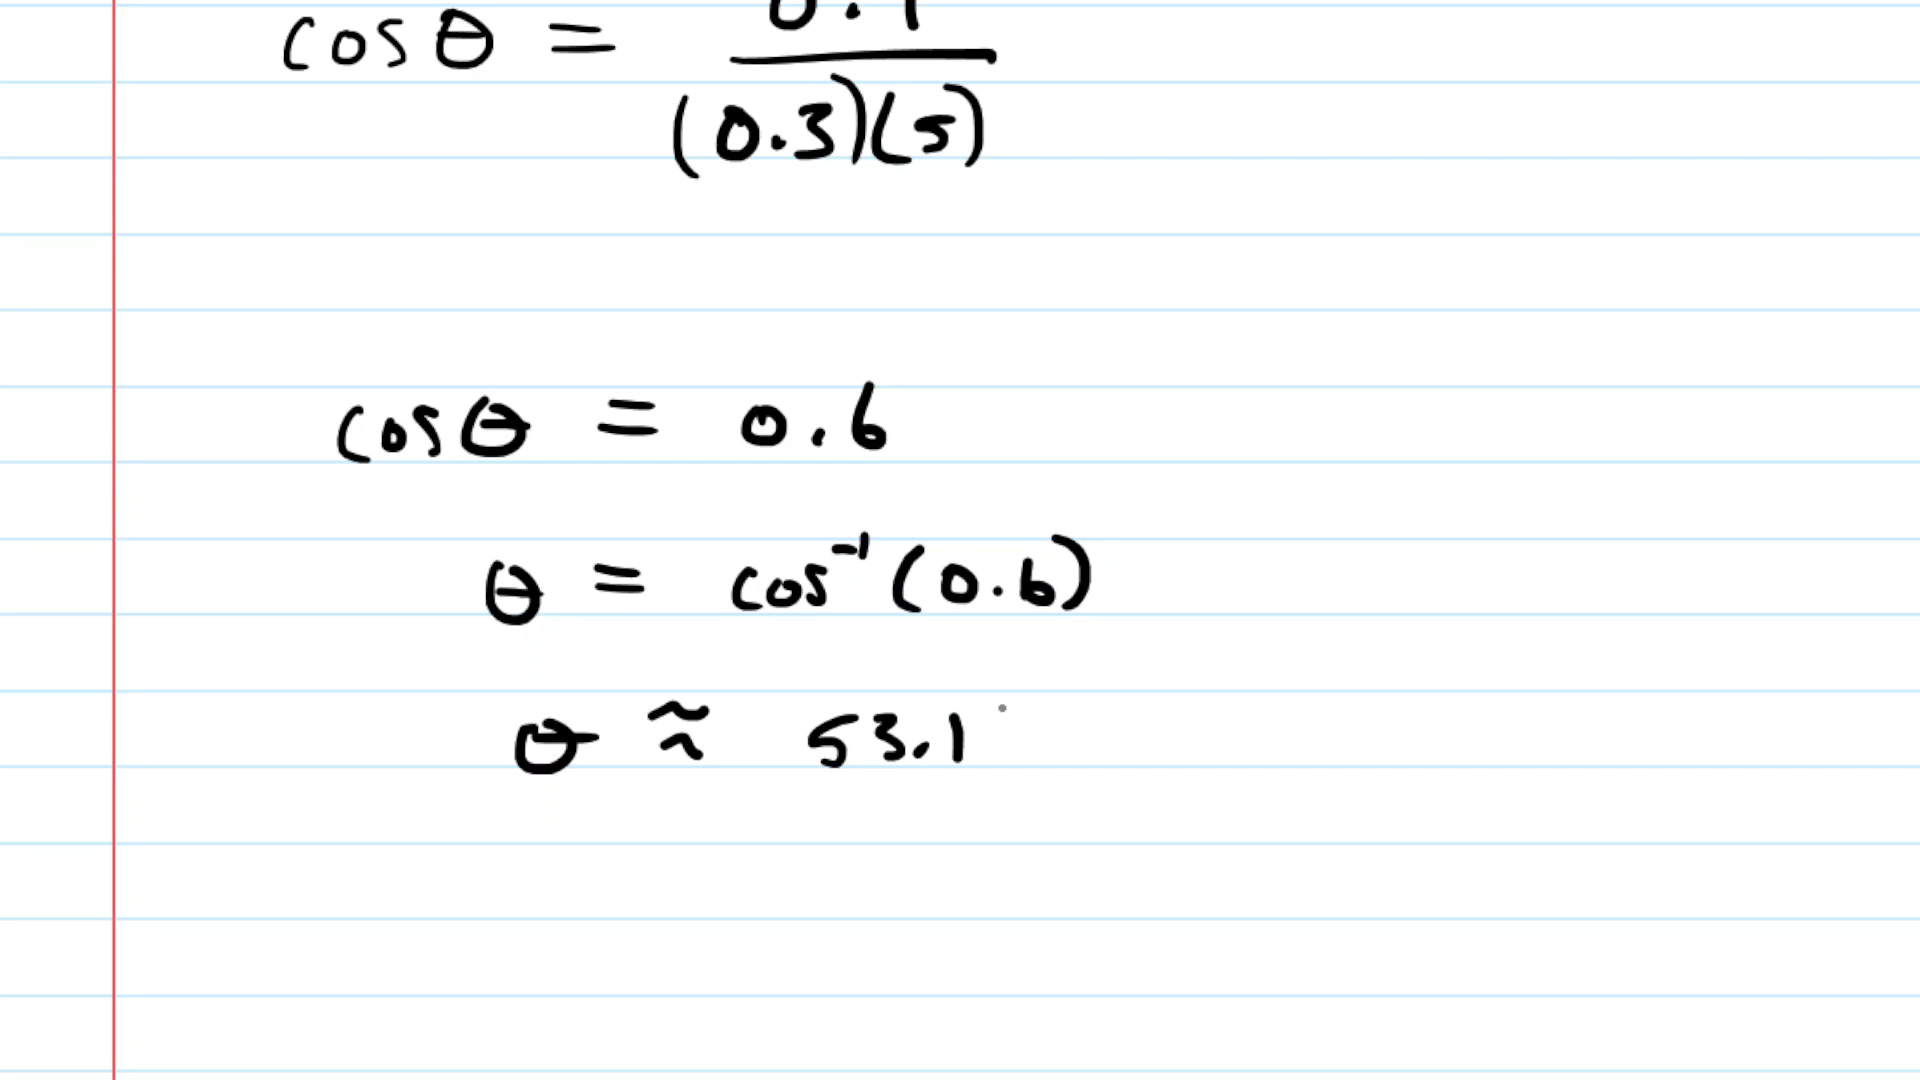 cos θ =
(0.3)(5)
cos θ = 0.6
θ = cos⁻¹ (0.6)
θ ≈ 53.1